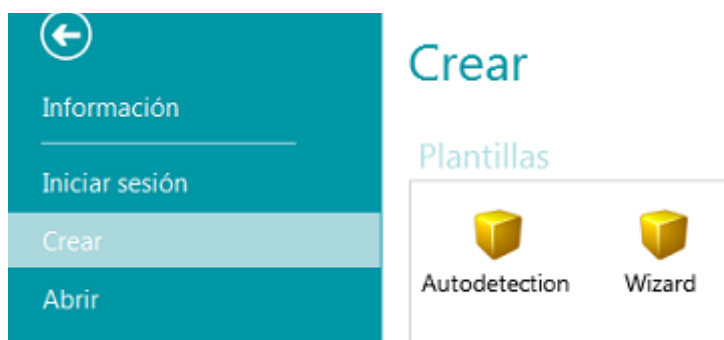 Información
Iniciar sesión
Crear
Abrir
Crear
Plantillas
Autodetection
Wizard